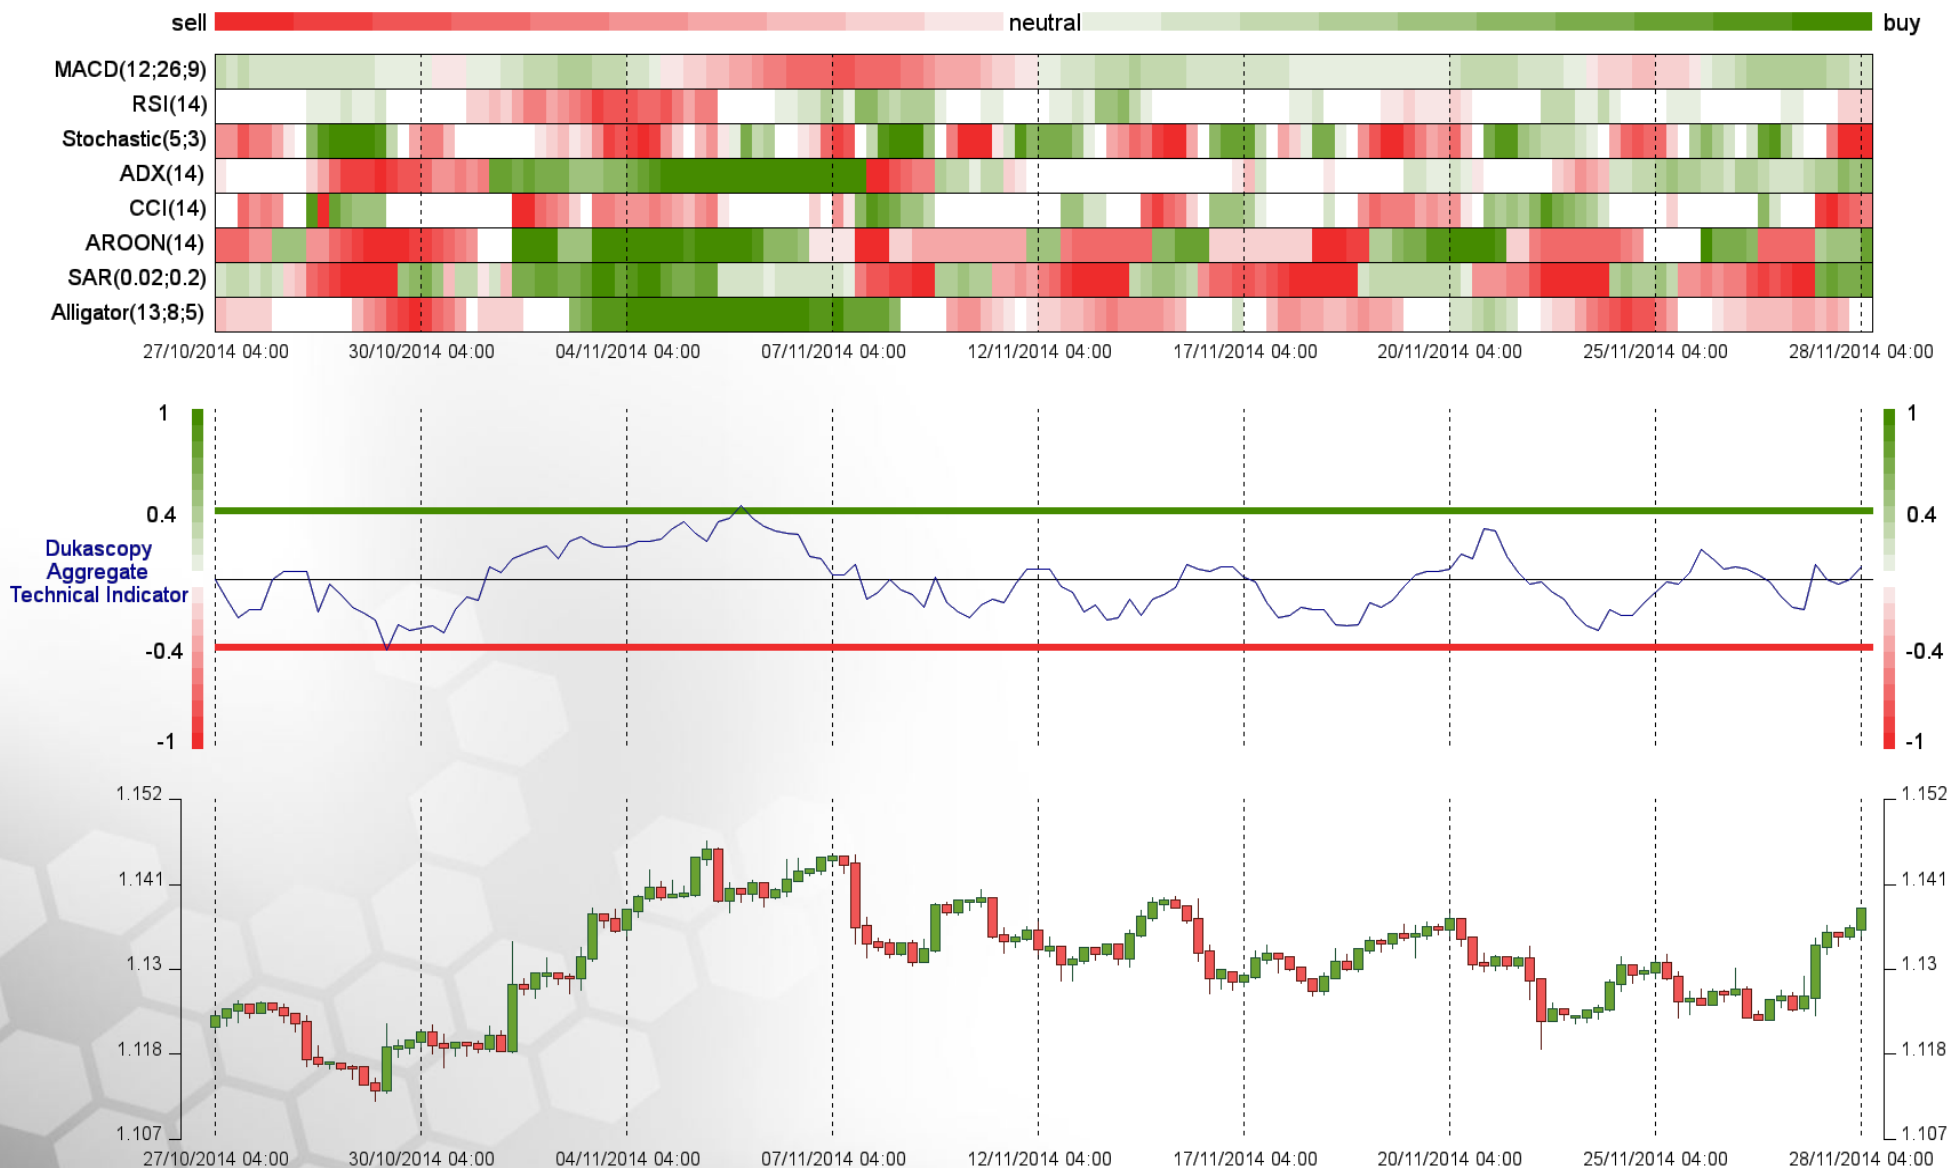 sell neutral buy
MACD(12;26;9)
RSI(14)
Stochastic(5;3)
ADX(14)
CCI(14)
AROON(14)
SAR(0.02;0.2)
Alligator(13;8;5)
27/10/2014 04:00 30/10/2014 04:00 04/11/2014 04:00 07/11/2014 04:00 12/11/2014 04:00 17/11/2014 04:00 20/11/2014 04:00 25/11/2014 04:00 28/11/2014 04:00
1 1
0.4 0.4
Dukascopy
Aggregate
Technical Indicator
-0.4 -0.4
-1 -1
1.152 1.152
1.141 1.141
1.13 1.13
1.118 1.118
1.107 1.107
27/10/2014 04:00 30/10/2014 04:00 04/11/2014 04:00 07/11/2014 04:00 12/11/2014 04:00 17/11/2014 04:00 20/11/2014 04:00 25/11/2014 04:00 28/11/2014 04:00